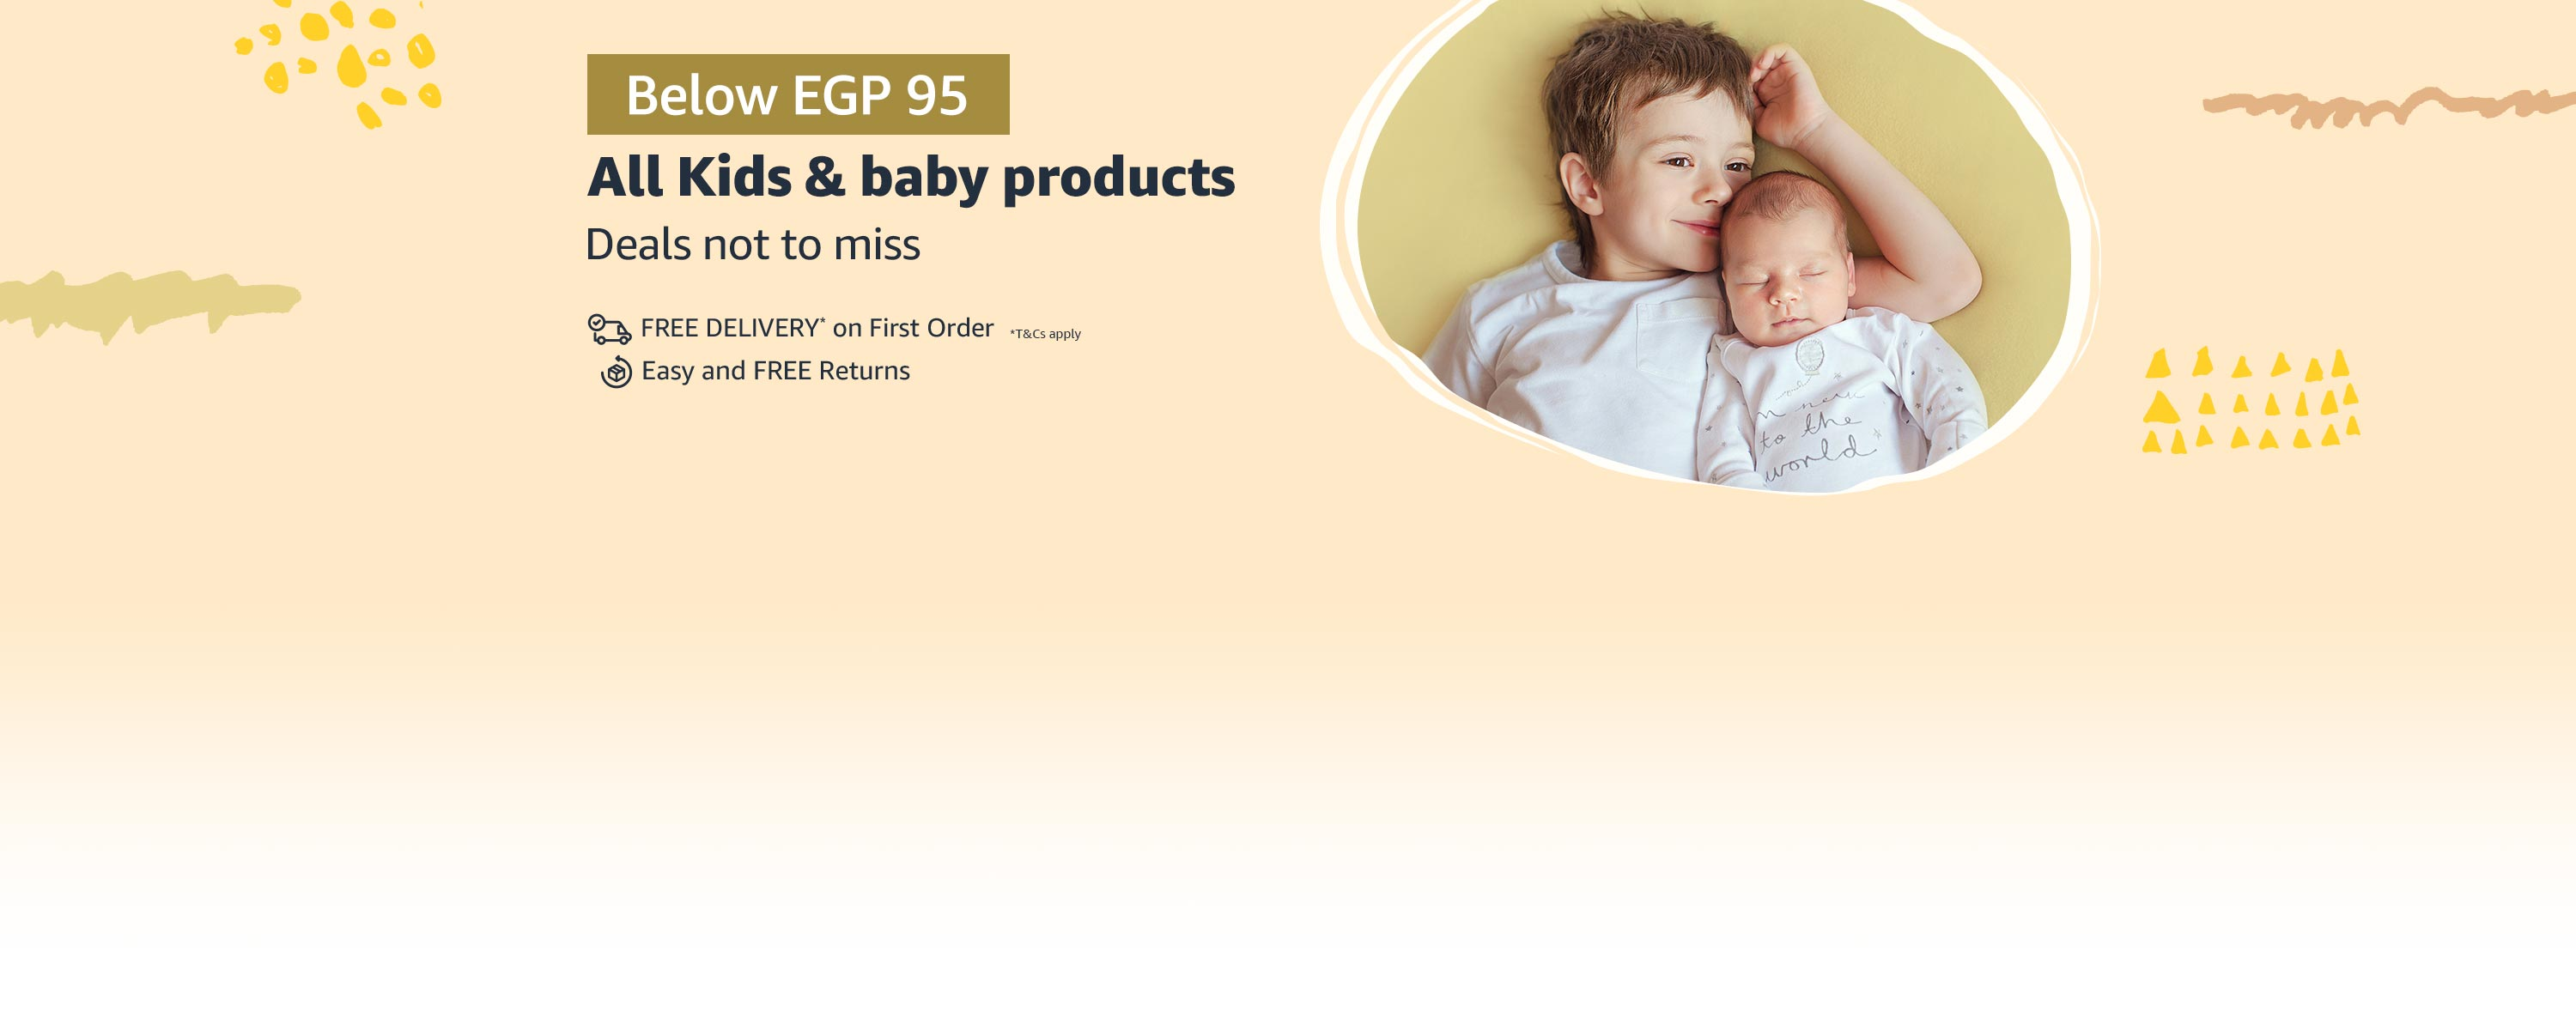 Below EGP 95
All Kids & baby products
Deals not to miss
FREE DELIVERY* on First Order *T&Cs apply
Easy and FREE Returns
to the
world